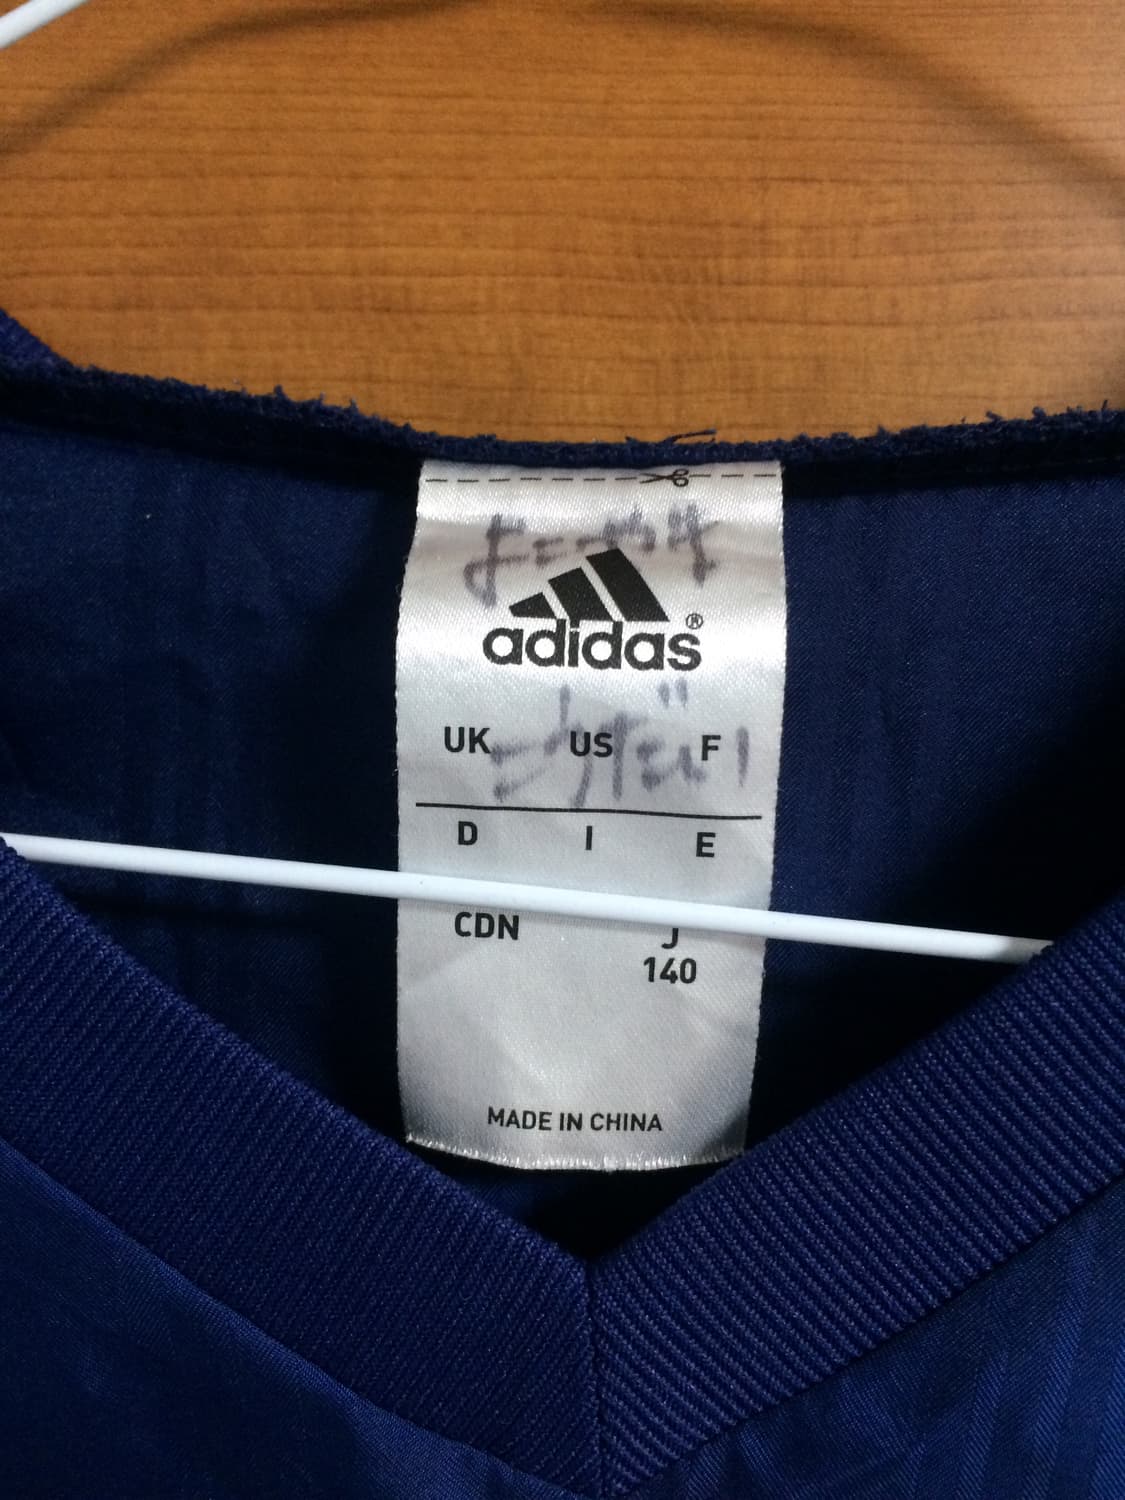 adidas®
UK US F
D I E
CDN J
140
MADE IN CHINA